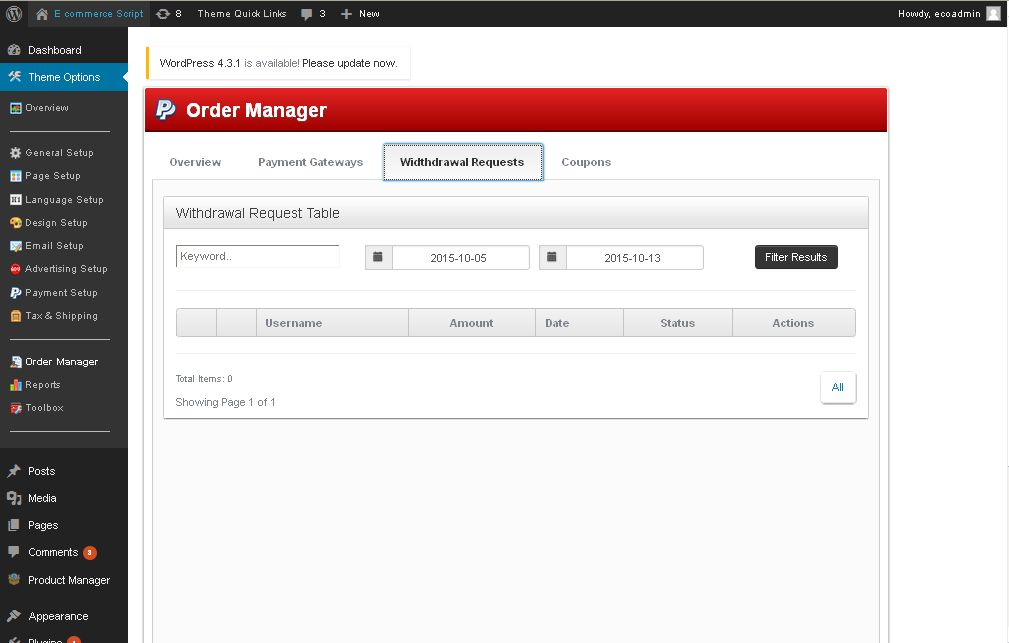 E commerce Script 8 Theme Quick Links 3 New Howdy, ecoadmin
Dashboard
Theme Options
Overview
General Setup
Page Setup
Language Setup
Design Setup
Email Setup
Advertising Setup
Payment Setup
Tax & Shipping
Order Manager
Reports
Toolbox
Posts
Media
Pages
Comments 3
Product Manager
Appearance
Plugins
WordPress 4.3.1 is available! Please update now.
Order Manager
Overview Payment Gateways Widthdrawal Requests Coupons
Withdrawal Request Table
Keyword.. 2015-10-05 2015-10-13 Filter Results
Username Amount Date Status Actions
Total Items: 0
Showing Page 1 of 1
All